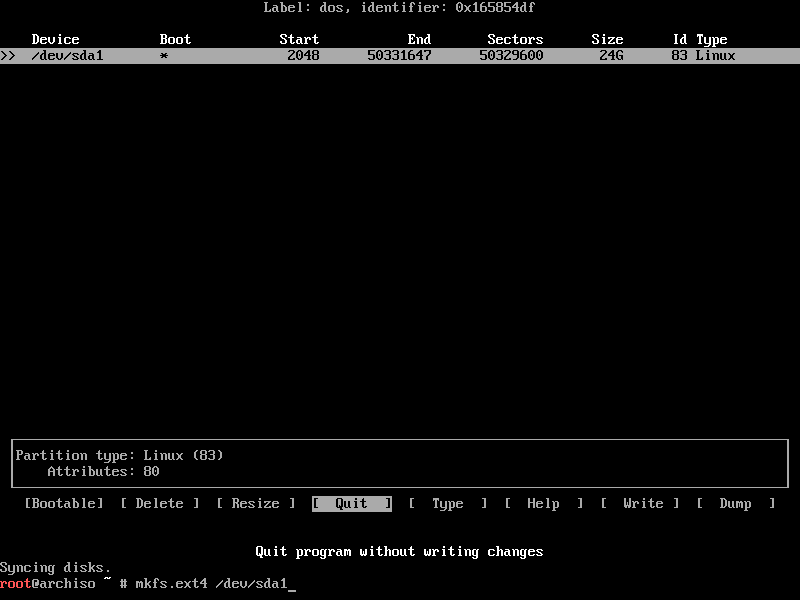 Label: dos, identifier: 0x165854df
Device Boot Start End Sectors Size Id Type
>> /dev/sda1 * 2048 50331647 50329600 24G 83 Linux
Partition type: Linux (83)
Attributes: 80
[Bootable] [ Delete ] [ Resize ] [ Quit ] [ Type ] [ Help ] [ Write ] [ Dump ]
Quit program without writing changes
Syncing disks.
root@archiso ~ # mkfs.ext4 /dev/sda1_